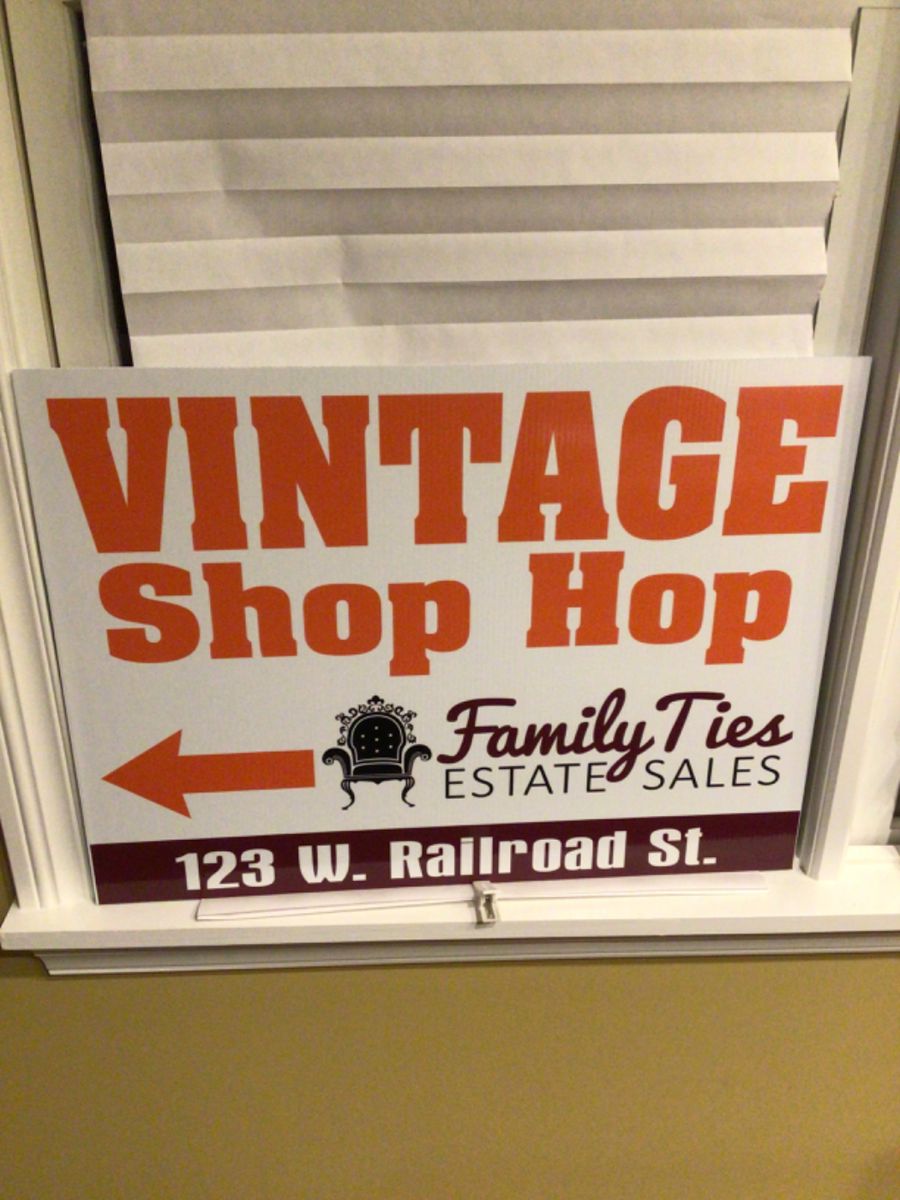 VINTAGE
Shop Hop
Family Ties
ESTATE SALES
123 W. Railroad St.